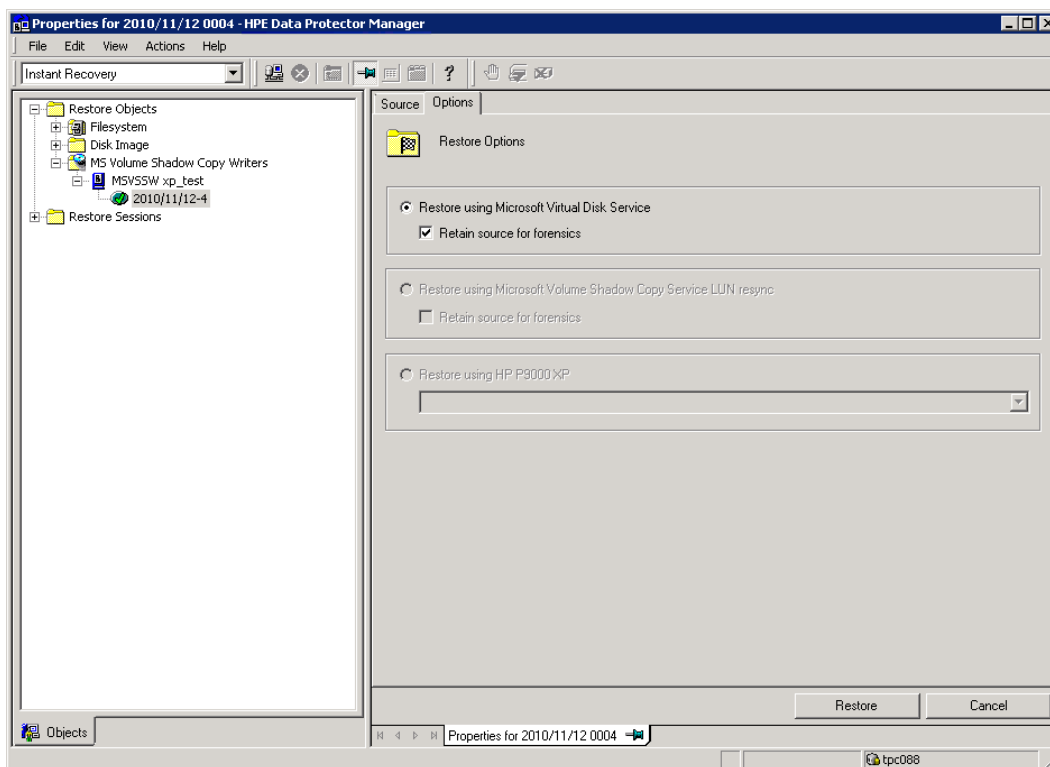 Properties for 2010/11/12 0004 - HPE Data Protector Manager
File Edit View Actions Help
Instant Recovery
Restore Objects
Filesystem
Disk Image
MS Volume Shadow Copy Writers
MSVSSW xp_test
2010/11/12-4
Restore Sessions
Objects
Source Options
Restore Options
Restore using Microsoft Virtual Disk Service
Retain source for forensics
Restore using Microsoft Volume Shadow Copy Service LUN resync
Retain source for forensics
Restore using HP P9000 XP
Restore Cancel
Properties for 2010/11/12 0004
tpc088